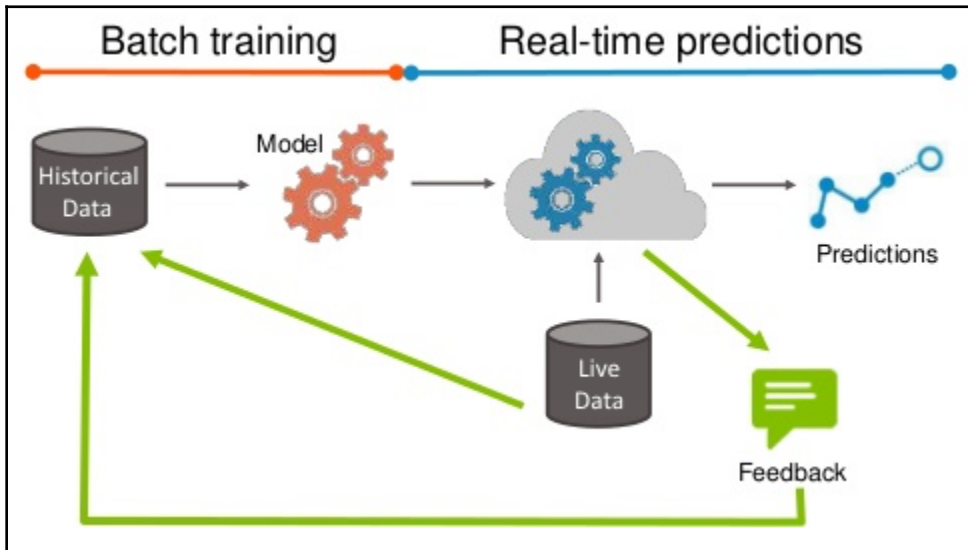 Batch training
Real-time predictions
Model
Historical
Data
Predictions
Live
Data
Feedback